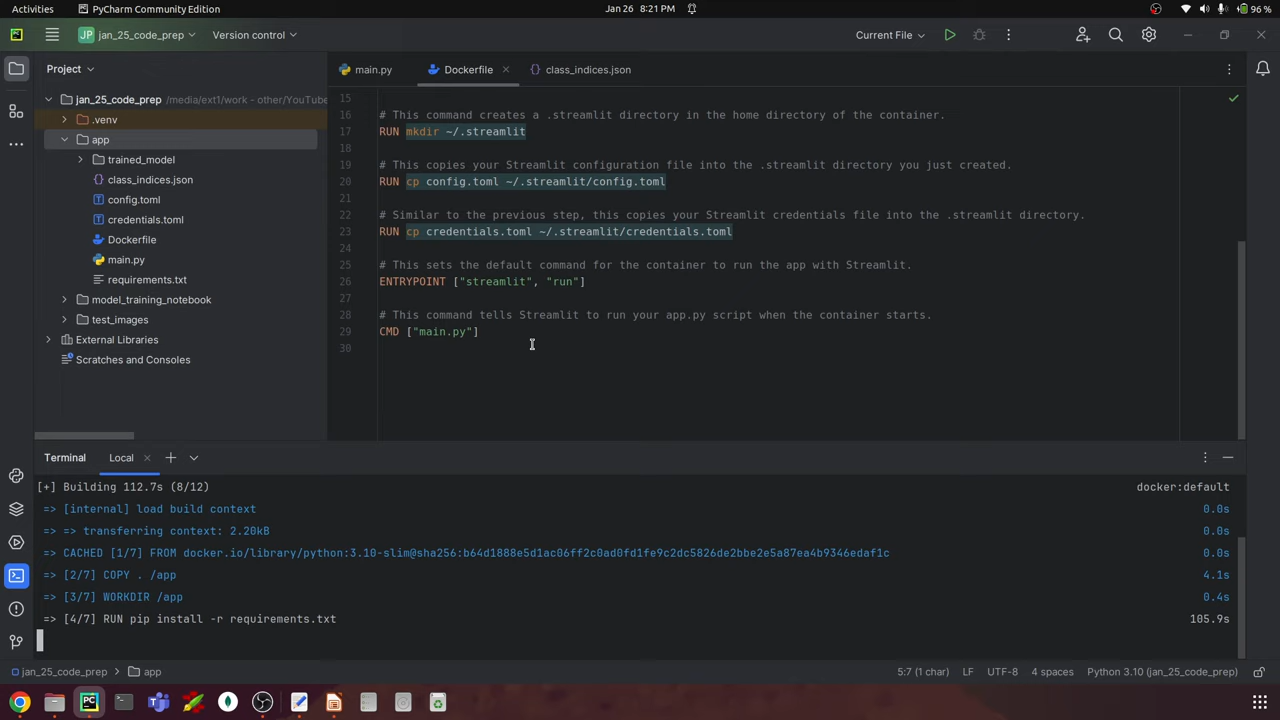 Activities
PyCharm Community Edition
Jan 26 8:21 PM
96 %
JP jan_25_code_prep
Version control
Current File
Project
main.py
Dockerfile
class_indices.json
jan_25_code_prep /media/ext1/work - other/YouTube
.venv
app
trained_model
class_indices.json
config.toml
credentials.toml
Dockerfile
main.py
requirements.txt
model_training_notebook
test_images
External Libraries
Scratches and Consoles
15
16 # This command creates a .streamlit directory in the home directory of the container.
17 RUN mkdir ~/.streamlit
18
19 # This copies your Streamlit configuration file into the .streamlit directory you just created.
20 RUN cp config.toml ~/.streamlit/config.toml
21
22 # Similar to the previous step, this copies your Streamlit credentials file into the .streamlit directory.
23 RUN cp credentials.toml ~/.streamlit/credentials.toml
24
25 # This sets the default command for the container to run the app with Streamlit.
26 ENTRYPOINT ["streamlit", "run"]
27
28 # This command tells Streamlit to run your app.py script when the container starts.
29 CMD ["main.py"]
30
Terminal
Local
[+] Building 112.7s (8/12) docker:default
=> [internal] load build context 0.0s
=> => transferring context: 2.20kB 0.0s
=> CACHED [1/7] FROM docker.io/library/python:3.10-slim@sha256:b64d1888e5d1ac06ff2c0ad0fd1fe9c2dc5826de2bbe2e5a87ea4b9346edaf1c 0.0s
=> [2/7] COPY . /app 4.1s
=> [3/7] WORKDIR /app 0.4s
=> [4/7] RUN pip install -r requirements.txt 105.9s
jan_25_code_prep > app
5:7 (1 char)
LF
UTF-8
4 spaces
Python 3.10 (jan_25_code_prep)